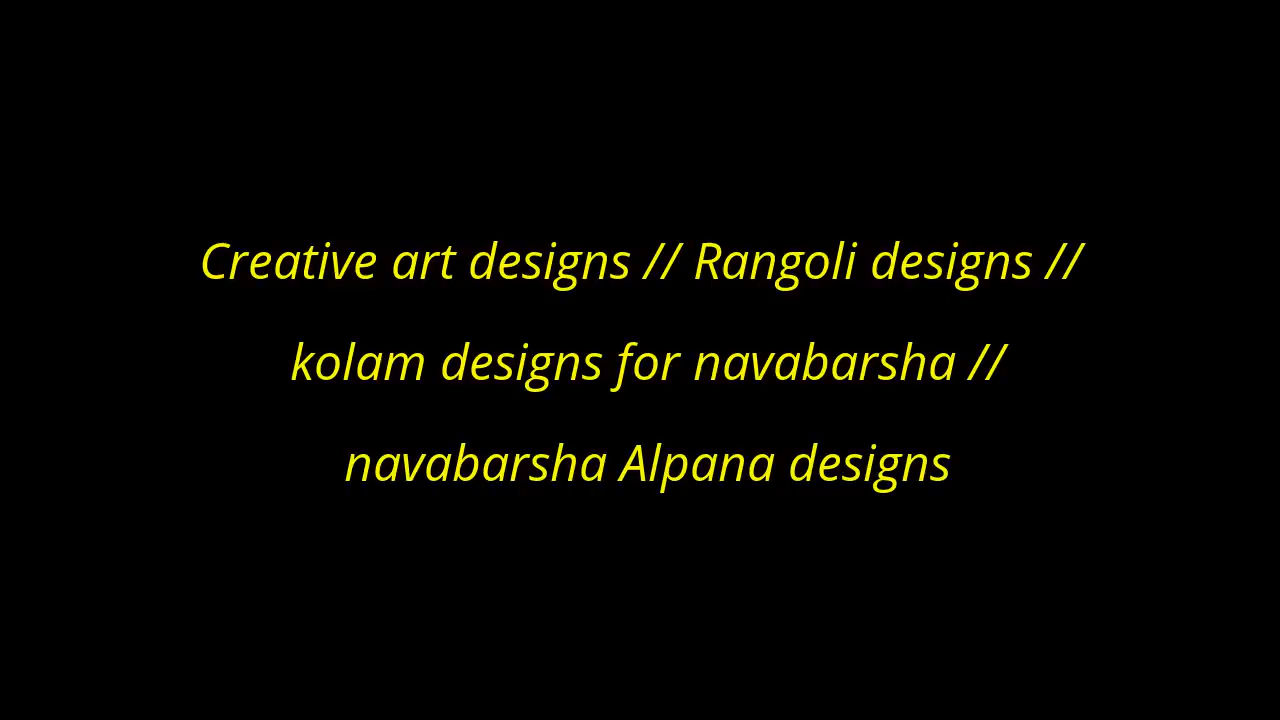 Creative art designs // Rangoli designs //
kolam designs for navabarsha //
navabarsha Alpana designs